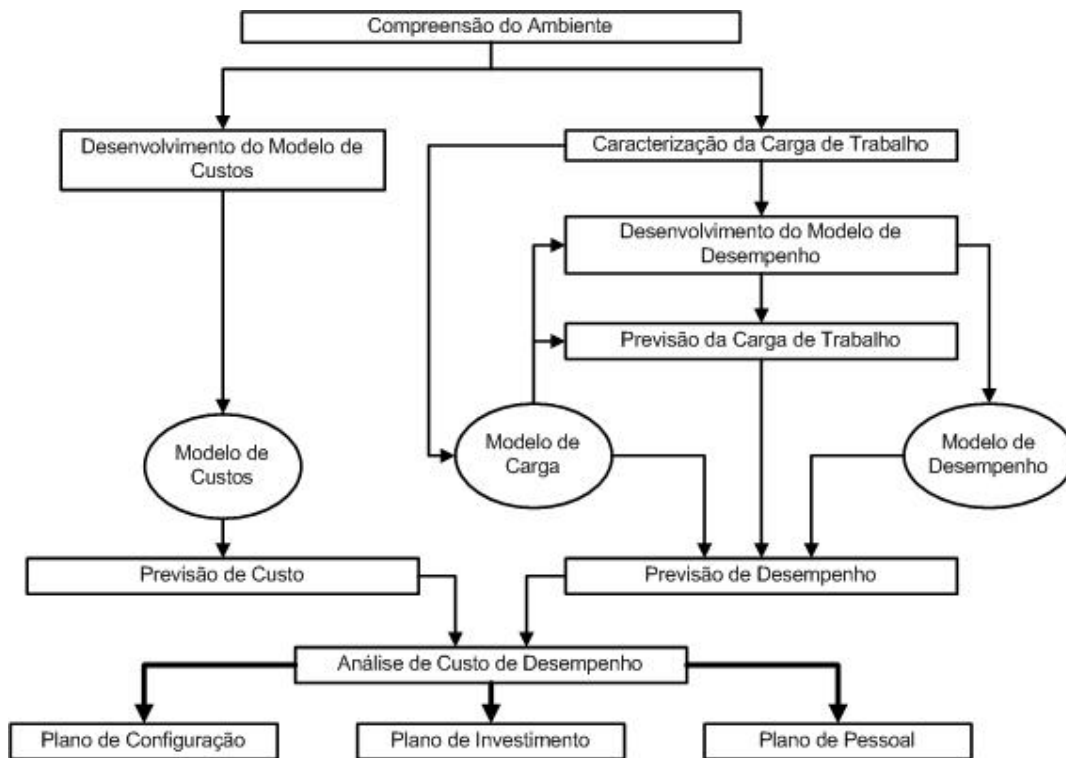 Compreensão do Ambiente
Desenvolvimento do Modelo de
Custos
Caracterização da Carga de Trabalho
Desenvolvimento do Modelo de
Desempenho
Previsão da Carga de Trabalho
Modelo de
Custos
Modelo de
Carga
Modelo de
Desempenho
Previsão de Custo
Previsão de Desempenho
Análise de Custo de Desempenho
Plano de Configuração
Plano de Investimento
Plano de Pessoal